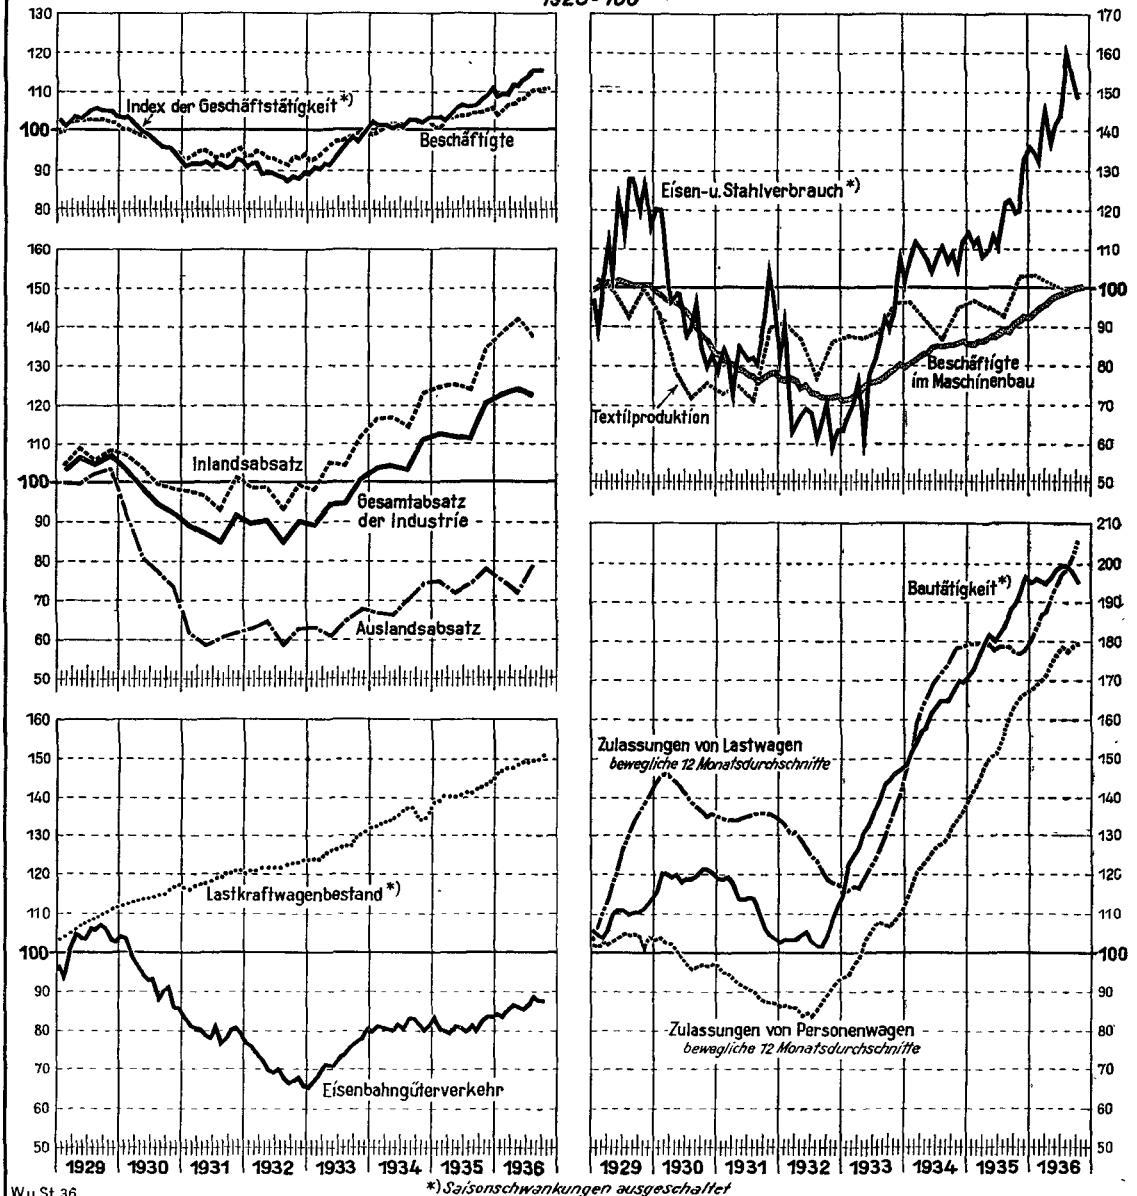 1928=100
130
120
110
100
90
80
Index der Geschäftstätigkeit*)
Beschäftigte
160
150
140
130
120
110
100
90
80
70
60
50
Inlandsabsatz
Gesamtabsatz
der Industrie
Auslandsabsatz
160
150
140
130
120
110
100
90
80
70
60
50
Lastkraftwagenbestand*)
Eisenbahngüterverkehr
1929 1930 1931 1932 1933 1934 1935 1936
170
160
150
140
130
120
110
100
90
80
70
60
50
Eisen-u. Stahlverbrauch*)
Beschäftigte
im Maschinenbau
Textilproduktion
210
200
190
180
170
160
150
140
130
120
110
100
90
80
70
60
50
Bautätigkeit*)
Zulassungen von Lastwagen
bewegliche 12 Monatsdurchschnitte
Zulassungen von Personenwagen
bewegliche 12 Monatsdurchschnitte
1929 1930 1931 1932 1933 1934 1935 1936
W.u.St.36
*) Saisonschwankungen ausgeschaltet